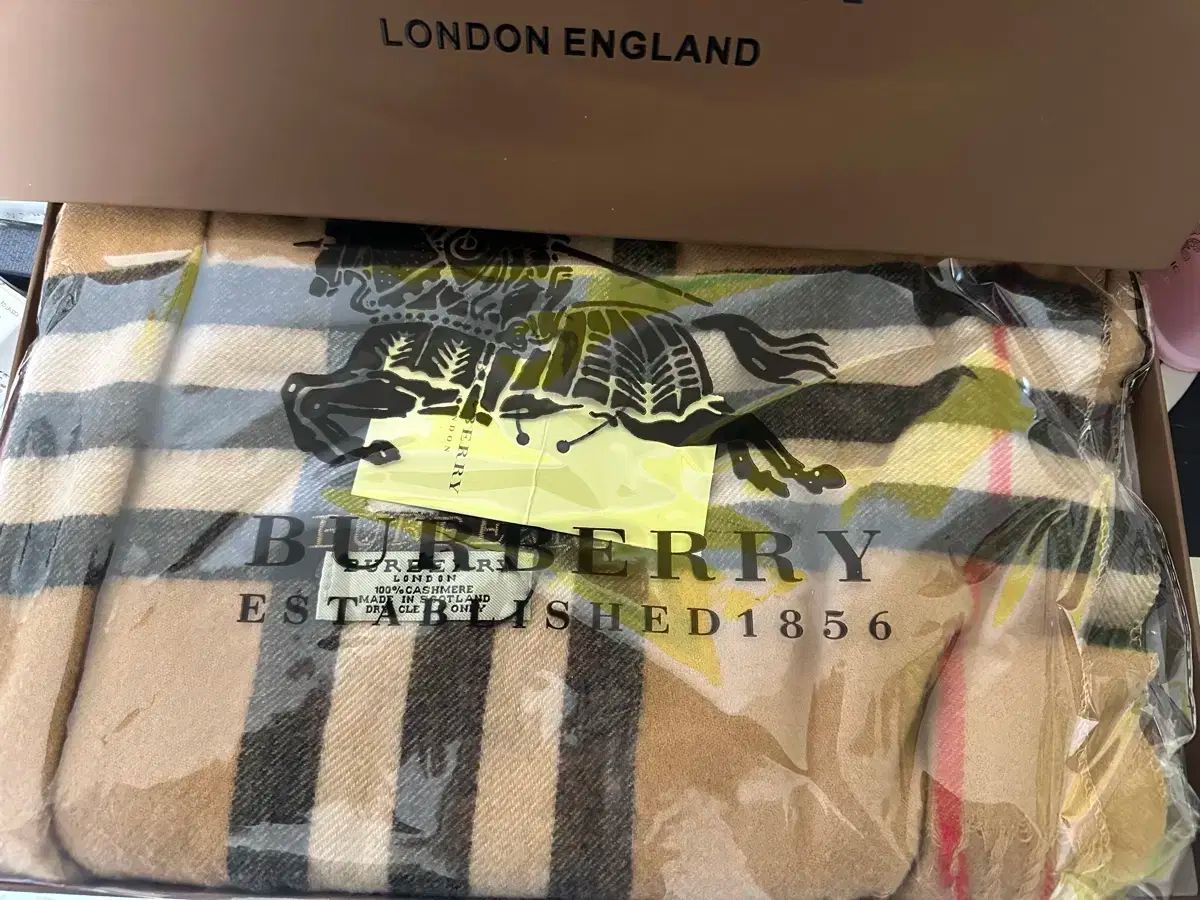 LONDON ENGLAND
BURBERRY
ESTABLISHED1856
LONDON
100% CASHMERE
MADE IN SCOTLAND
DRY CLEAN ONLY